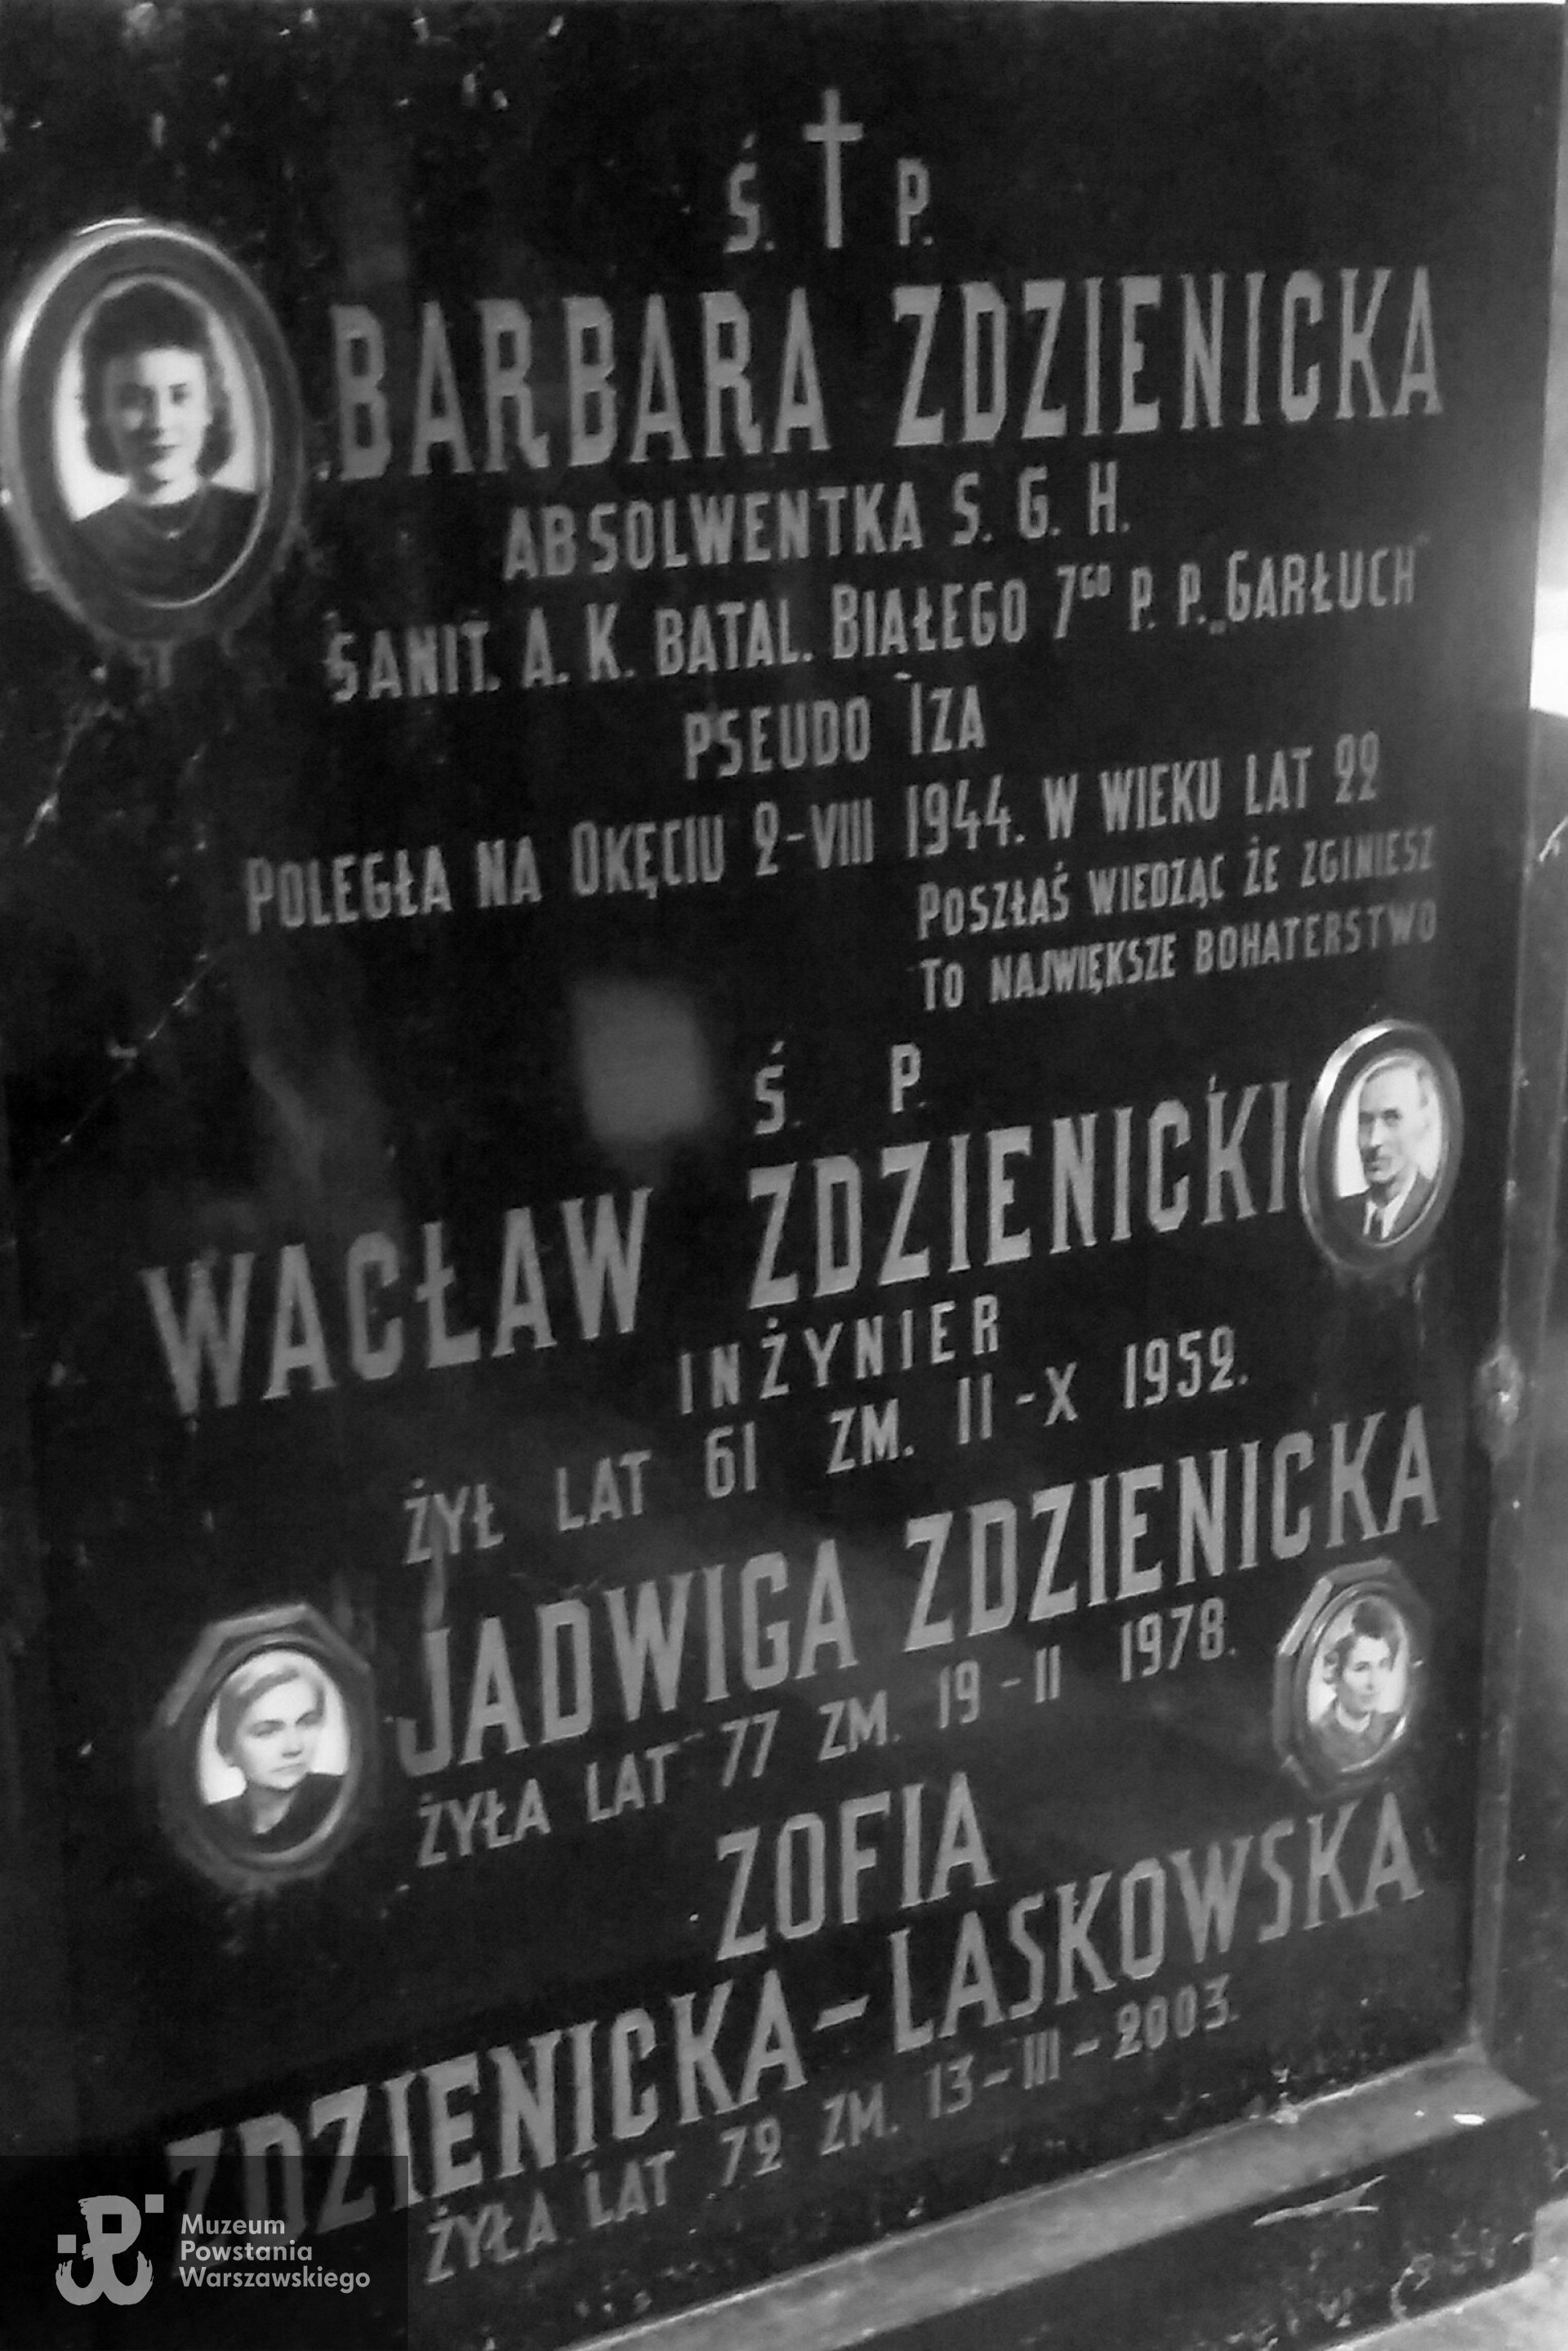 Ś. P.
BARBARA ZDZIENICKA
ABSOLWENTKA S. G. H.
SANIT. A. K. BATAL. BIAŁEGO 7GO P. P. „GARŁUCH"
PSEUDO IZA
POLEGŁA NA OKĘCIU 2-VIII 1944. W WIEKU LAT 22
POSZŁAŚ WIEDZĄC ŻE ZGINIESZ
TO NAJWIĘKSZE BOHATERSTWO
Ś. P.
WACŁAW ZDZIENICKI
INŻYNIER
ŻYŁ LAT 61 ZM. II-X 1952.
JADWIGA ZDZIENICKA
ŻYŁA LAT 77 ZM. 19-II 1978.
ZOFIA
ZDZIENICKA-LASKOWSKA
ŻYŁA LAT 72 ZM. 13-III-2003.
Muzeum
Powstania
Warszawskiego